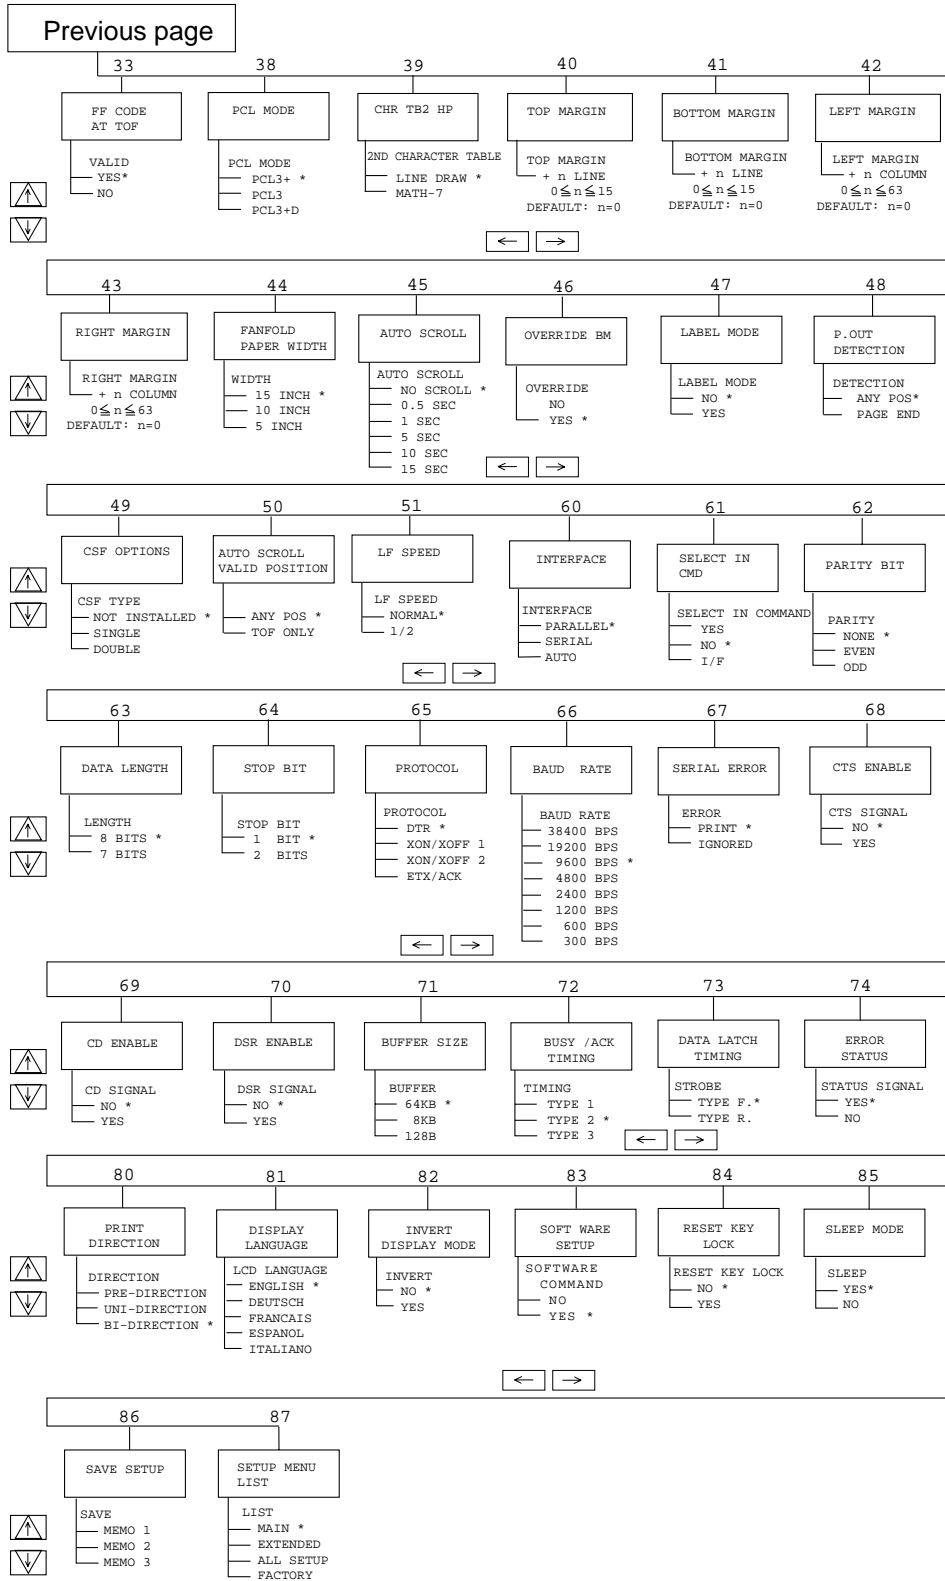 Previous page
33 38 39 40 41 42
FF CODE
AT TOF
VALID
YES*
NO
PCL MODE
PCL MODE
PCL3+ *
PCL3
PCL3+D
CHR TB2 HP
2ND CHARACTER TABLE
LINE DRAW *
MATH-7
TOP MARGIN
TOP MARGIN
+ n LINE
0≦n≦15
DEFAULT: n=0
BOTTOM MARGIN
BOTTOM MARGIN
+ n LINE
0≦n≦15
DEFAULT: n=0
LEFT MARGIN
LEFT MARGIN
+ n COLUMN
0≦n≦63
DEFAULT: n=0
43 44 45 46 47 48
RIGHT MARGIN
RIGHT MARGIN
+ n COLUMN
0≦n≦63
DEFAULT: n=0
FANFOLD
PAPER WIDTH
WIDTH
15 INCH *
10 INCH
5 INCH
AUTO SCROLL
AUTO SCROLL
NO SCROLL *
0.5 SEC
1 SEC
5 SEC
10 SEC
15 SEC
OVERRIDE BM
OVERRIDE
NO
YES *
LABEL MODE
LABEL MODE
NO *
YES
P.OUT
DETECTION
DETECTION
ANY POS*
PAGE END
49 50 51 60 61 62
CSF OPTIONS
CSF TYPE
NOT INSTALLED *
SINGLE
DOUBLE
AUTO SCROLL
VALID POSITION
ANY POS *
TOF ONLY
LF SPEED
LF SPEED
NORMAL*
1/2
INTERFACE
INTERFACE
PARALLEL*
SERIAL
AUTO
SELECT IN
CMD
SELECT IN COMMAND
YES
NO *
I/F
PARITY BIT
PARITY
NONE *
EVEN
ODD
63 64 65 66 67 68
DATA LENGTH
LENGTH
8 BITS *
7 BITS
STOP BIT
STOP BIT
1 BIT *
2 BITS
PROTOCOL
PROTOCOL
DTR *
XON/XOFF 1
XON/XOFF 2
ETX/ACK
BAUD RATE
BAUD RATE
38400 BPS
19200 BPS
9600 BPS *
4800 BPS
2400 BPS
1200 BPS
600 BPS
300 BPS
SERIAL ERROR
ERROR
PRINT *
IGNORED
CTS ENABLE
CTS SIGNAL
NO *
YES
69 70 71 72 73 74
CD ENABLE
CD SIGNAL
NO *
YES
DSR ENABLE
DSR SIGNAL
NO *
YES
BUFFER SIZE
BUFFER
64KB *
8KB
128B
BUSY /ACK
TIMING
TIMING
TYPE 1
TYPE 2 *
TYPE 3
DATA LATCH
TIMING
STROBE
TYPE F.*
TYPE R.
ERROR
STATUS
STATUS SIGNAL
YES*
NO
80 81 82 83 84 85
PRINT
DIRECTION
DIRECTION
PRE-DIRECTION
UNI-DIRECTION
BI-DIRECTION *
DISPLAY
LANGUAGE
LCD LANGUAGE
ENGLISH *
DEUTSCH
FRANCAIS
ESPANOL
ITALIANO
INVERT
DISPLAY MODE
INVERT
NO *
YES
SOFT WARE
SETUP
SOFTWARE
COMMAND
NO
YES *
RESET KEY
LOCK
RESET KEY LOCK
NO *
YES
SLEEP MODE
SLEEP
YES*
NO
86 87
SAVE SETUP
SAVE
MEMO 1
MEMO 2
MEMO 3
SETUP MENU
LIST
LIST
MAIN *
EXTENDED
ALL SETUP
FACTORY